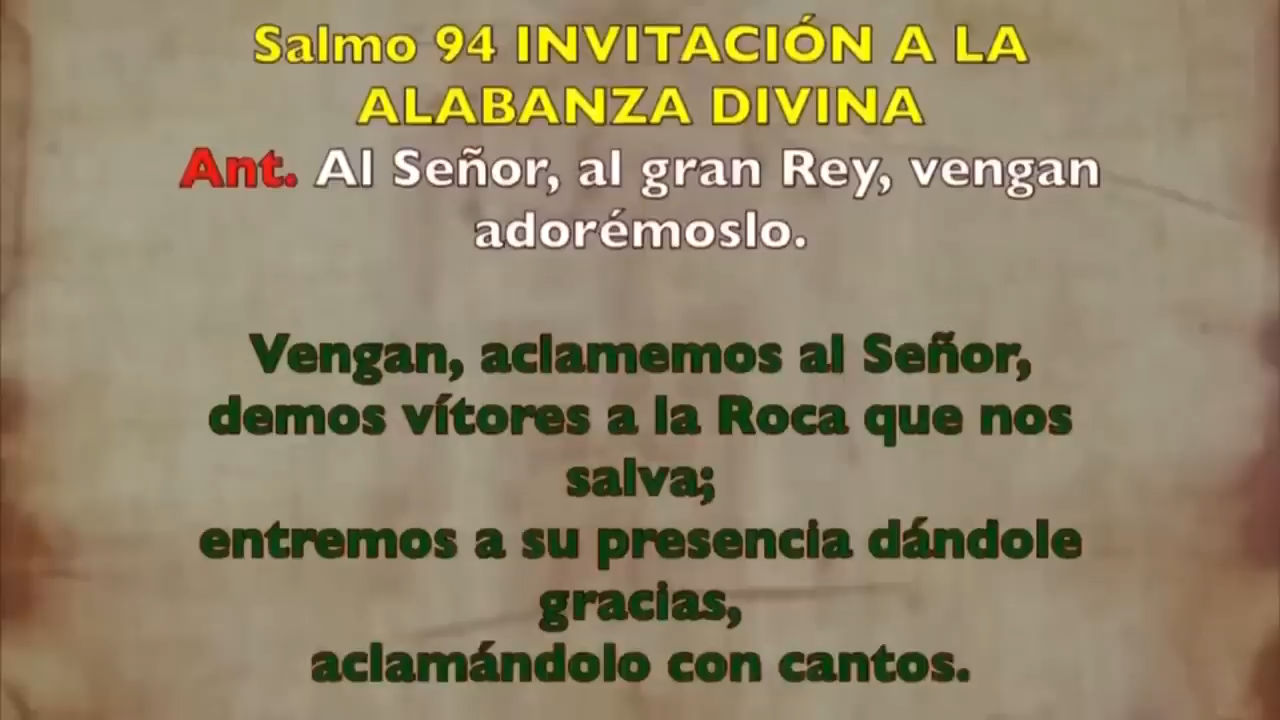 Salmo 94 INVITACIÓN A LA
ALABANZA DIVINA
Ant. Al Señor, al gran Rey, vengan
adorémoslo.
Vengan, aclamemos al Señor,
demos vítores a la Roca que nos
salva;
entremos a su presencia dándole
gracias,
aclamándolo con cantos.